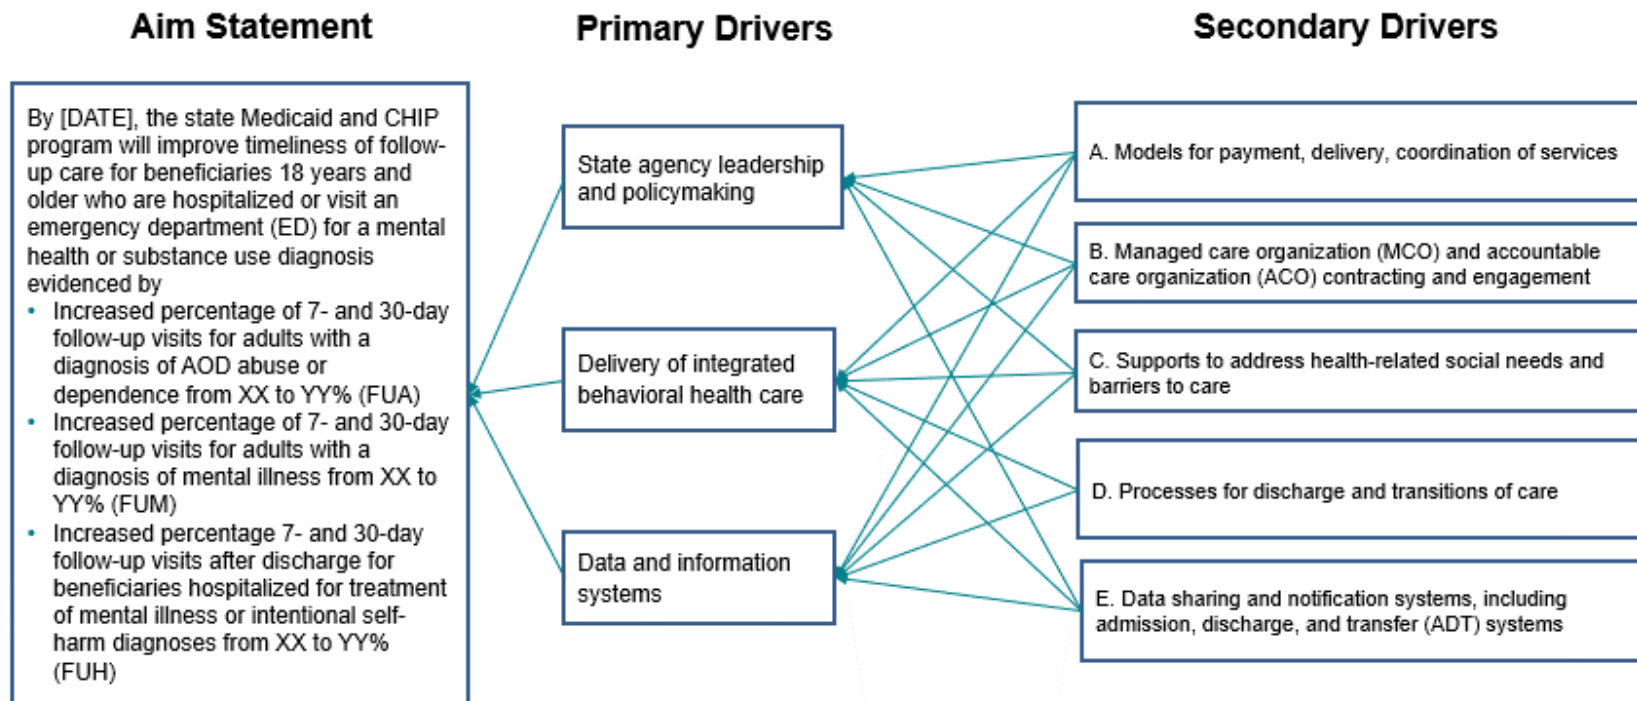 Aim Statement
Primary Drivers
Secondary Drivers
By [DATE], the state Medicaid and CHIP
program will improve timeliness of follow-
up care for beneficiaries 18 years and
older who are hospitalized or visit an
emergency department (ED) for a mental
health or substance use diagnosis
evidenced by
• Increased percentage of 7- and 30-day
follow-up visits for adults with a
diagnosis of AOD abuse or
dependence from XX to YY% (FUA)
• Increased percentage of 7- and 30-day
follow-up visits for adults with a
diagnosis of mental illness from XX to
YY% (FUM)
• Increased percentage 7- and 30-day
follow-up visits after discharge for
beneficiaries hospitalized for treatment
of mental illness or intentional self-
harm diagnoses from XX to YY%
(FUH)
State agency leadership
and policymaking
Delivery of integrated
behavioral health care
Data and information
systems
A. Models for payment, delivery, coordination of services
B. Managed care organization (MCO) and accountable
care organization (ACO) contracting and engagement
C. Supports to address health-related social needs and
barriers to care
D. Processes for discharge and transitions of care
E. Data sharing and notification systems, including
admission, discharge, and transfer (ADT) systems